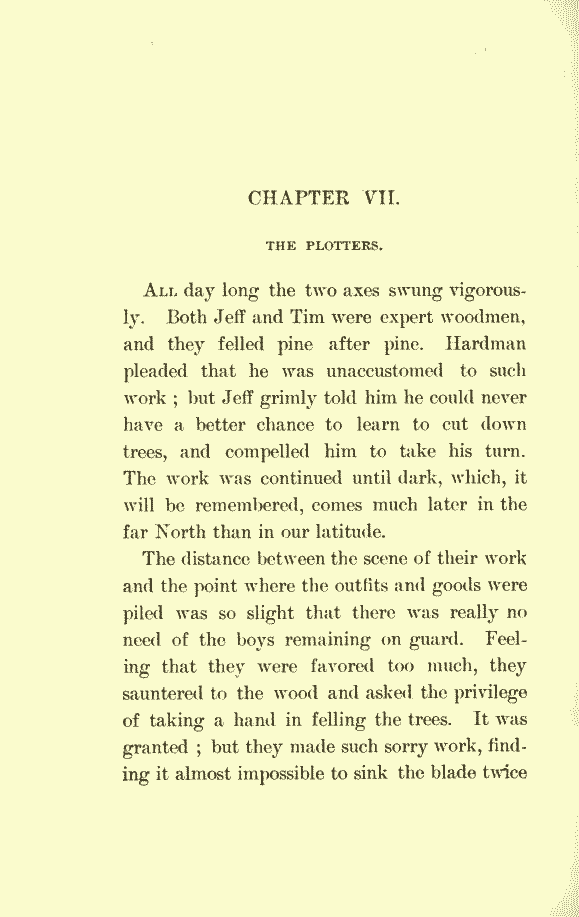 CHAPTER VII.
THE PLOTTERS.
ALL day long the two axes swung vigorous-
ly. Both Jeff and Tim were expert woodmen,
and they felled pine after pine. Hardman
pleaded that he was unaccustomed to such
work ; but Jeff grimly told him he could never
have a better chance to learn to cut down
trees, and compelled him to take his turn.
The work was continued until dark, which, it
will be remembered, comes much later in the
far North than in our latitude.
The distance between the scene of their work
and the point where the outfits and goods were
piled was so slight that there was really no
need of the boys remaining on guard. Feel-
ing that they were favored too much, they
sauntered to the wood and asked the privilege
of taking a hand in felling the trees. It was
granted ; but they made such sorry work, find-
ing it almost impossible to sink the blade twice